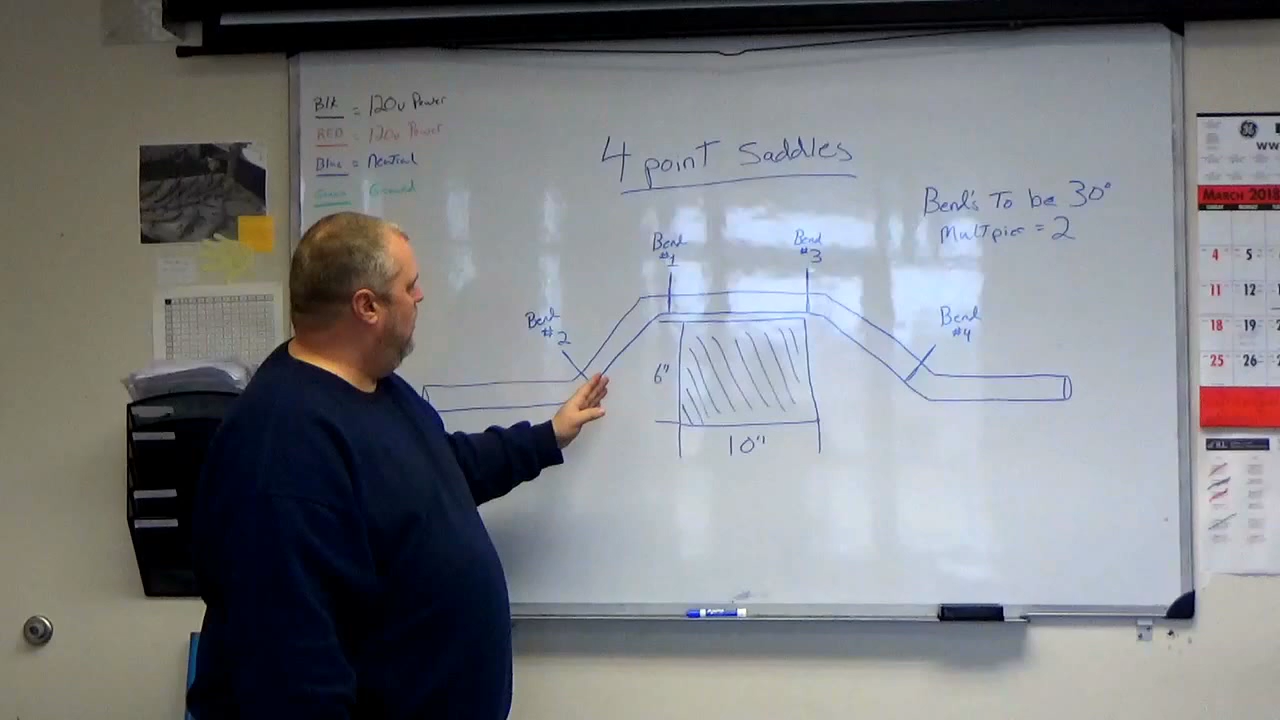 Blk = 120v Power
RED = 120v Power
Blue = Neutral
Green Ground
4 point Saddles
Bend's To be 30°
Multpier = 2
Bend
#1
Bend
#3
Bend
#2
Bend
#4
6"
10"
GE
WW
MARCH 2018
4 5
11 12
18 19
25 26